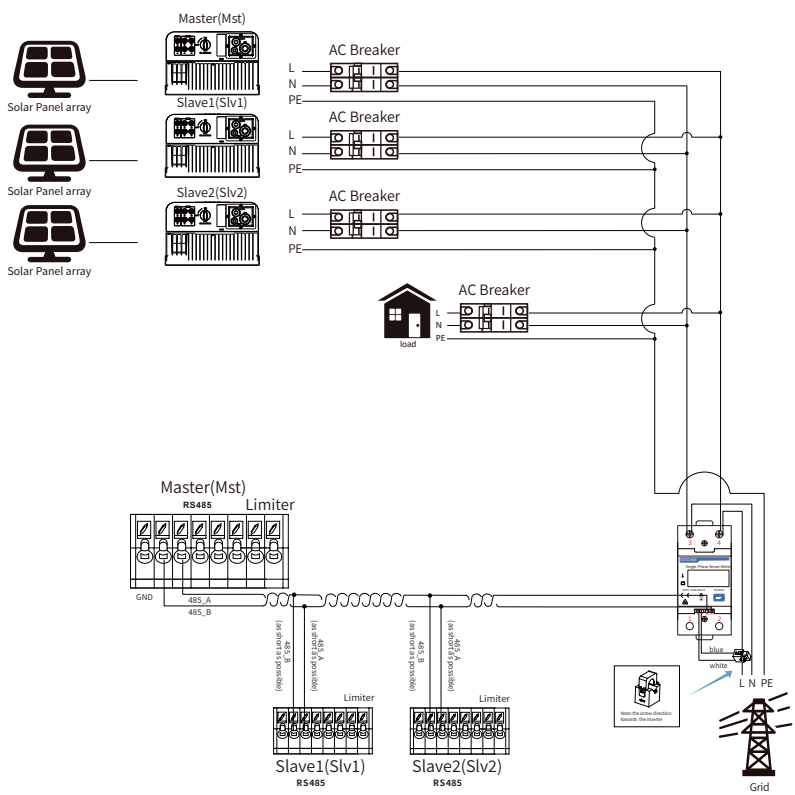 Master(Mst)
Solar Panel array
AC Breaker
L
N
PE
Slave1(Slv1)
Solar Panel array
AC Breaker
L
N
PE
Slave2(Slv2)
Solar Panel array
AC Breaker
L
N
PE
AC Breaker
L
N
PE
load
Master(Mst)
RS485
Limiter
GND
485_A
485_B
485_B
(as short as possible)
485_A
(as short as possible)
485_B
(as short as possible)
485_A
(as short as possible)
Limiter
Slave1(Slv1)
RS485
Limiter
Slave2(Slv2)
RS485
3
4
Single-Phase Smart Meter
1
2
blue
white
L N PE
Note: the arrow direction
towards the inverter
Grid